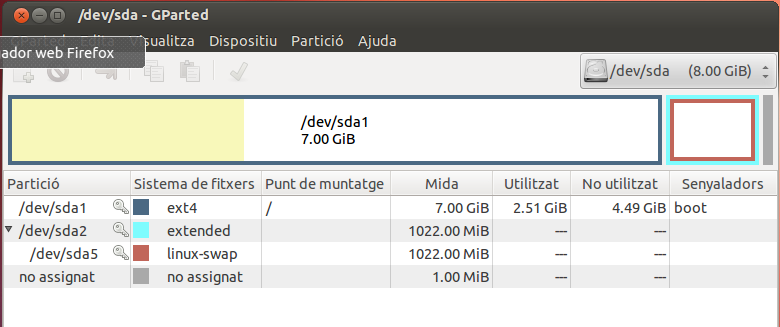 /dev/sda - GParted
GParted Edita Visualitza Dispositiu Partició Ajuda
ador web Firefox
/dev/sda (8.00 GiB)
/dev/sda1
7.00 GiB
Partició Sistema de fitxers Punt de muntatge Mida Utilitzat No utilitzat Senyaladors
/dev/sda1 ext4 / 7.00 GiB 2.51 GiB 4.49 GiB boot
/dev/sda2 extended 1022.00 MiB --- ---
/dev/sda5 linux-swap 1022.00 MiB --- ---
no assignat no assignat 1.00 MiB --- ---